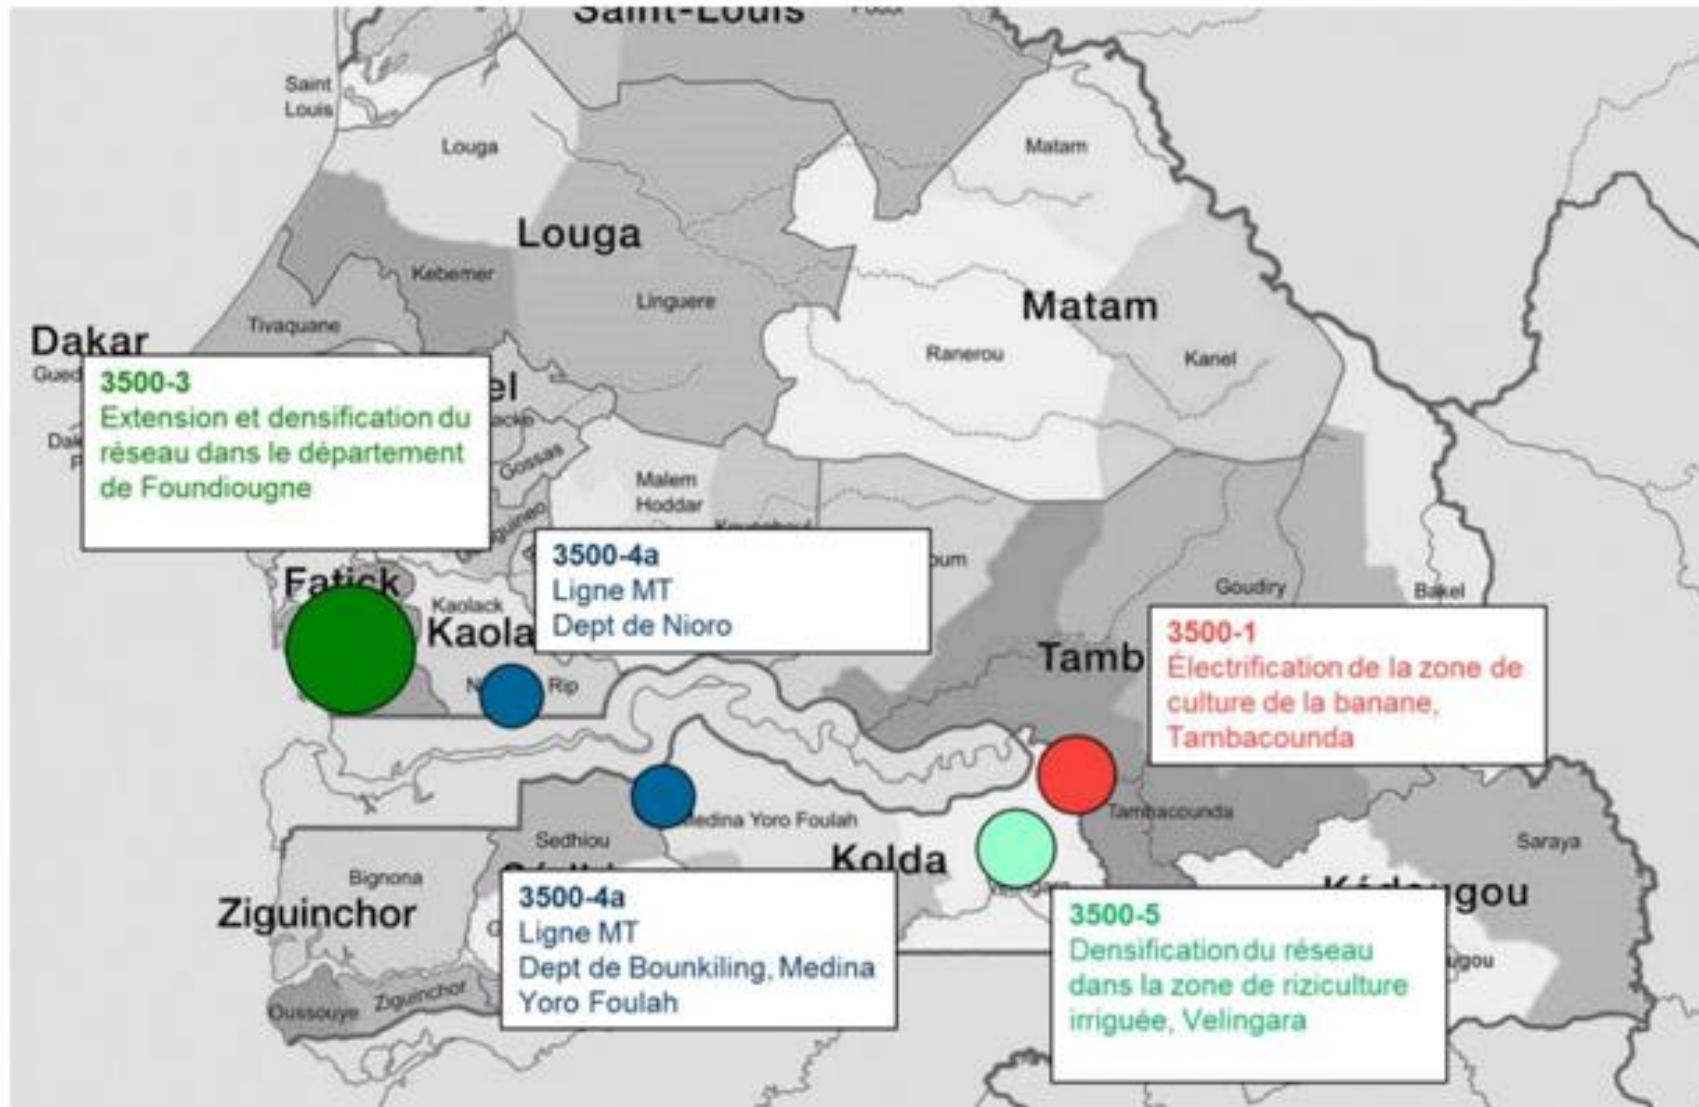 Saint-Louis
Saint
Louis
Louga
Matam
Louga
Kebemer
Linguere
Matam
Tivaquane
Dakar
Ranerou
Kanel
3500-3
Extension et densification du
réseau dans le département
de Foundiougne
Gossas
Malem
Hoddar
3500-4a
Ligne MT
Dept de Nioro
Goudiry
Bakel
Fatick
Kaolack
Kaola
Rip
Tamb
3500-1
Électrification de la zone de
culture de la banane,
Tambacounda
Tambacounda
Medina Yoro Foulah
Sedhiou
Saraya
Kolda
Bignona
Ziguinchor
Kédougou
3500-4a
Ligne MT
Dept de Bounkiling, Medina
Yoro Foulah
3500-5
Densification du réseau
dans la zone de riziculture
irriguée, Velingara
ugou
Oussouye
Ziguinchor